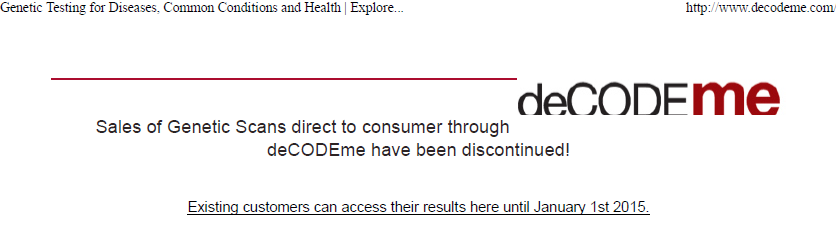 Genetic Testing for Diseases, Common Conditions and Health | Explore...
http://www.decodeme.com/
deCODEme
Sales of Genetic Scans direct to consumer through
deCODEme have been discontinued!
Existing customers can access their results here until January 1st 2015.